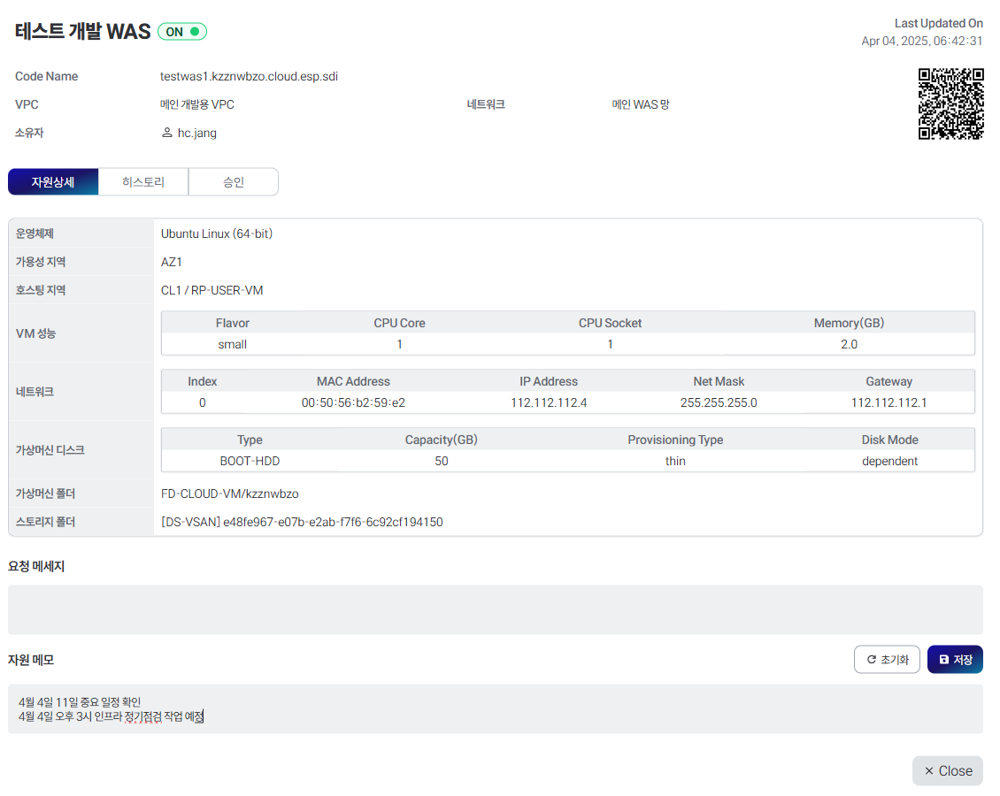 테스트 개발 WAS ON
Last Updated On
Apr 04, 2025, 06:42:31
Code Name testwas1.kzznwbzo.cloud.esp.sdi
VPC 메인 개발용 VPC 네트워크 메인 WAS 망
소유자 hc.jang
자원상세 히스토리 승인
운영체제 Ubuntu Linux (64-bit)
가용성 지역 AZ1
호스팅 지역 CL1 / RP-USER-VM
VM 성능
Flavor CPU Core CPU Socket Memory(GB)
small 1 1 2.0
네트워크
Index MAC Address IP Address Net Mask Gateway
0 00:50:56:b2:59:e2 112.112.112.4 255.255.255.0 112.112.112.1
가상머신 디스크
Type Capacity(GB) Provisioning Type Disk Mode
BOOT-HDD 50 thin dependent
가상머신 폴더 FD-CLOUD-VM/kzznwbzo
스토리지 폴더 [DS-VSAN] e48fe967-e07b-e2ab-f7f6-6c92cf194150
요청 메세지
자원 메모 초기화 저장
4월 4일 11일 중요 일정 확인
4월 4일 오후 3시 인프라 정기점검 작업 예정
Close